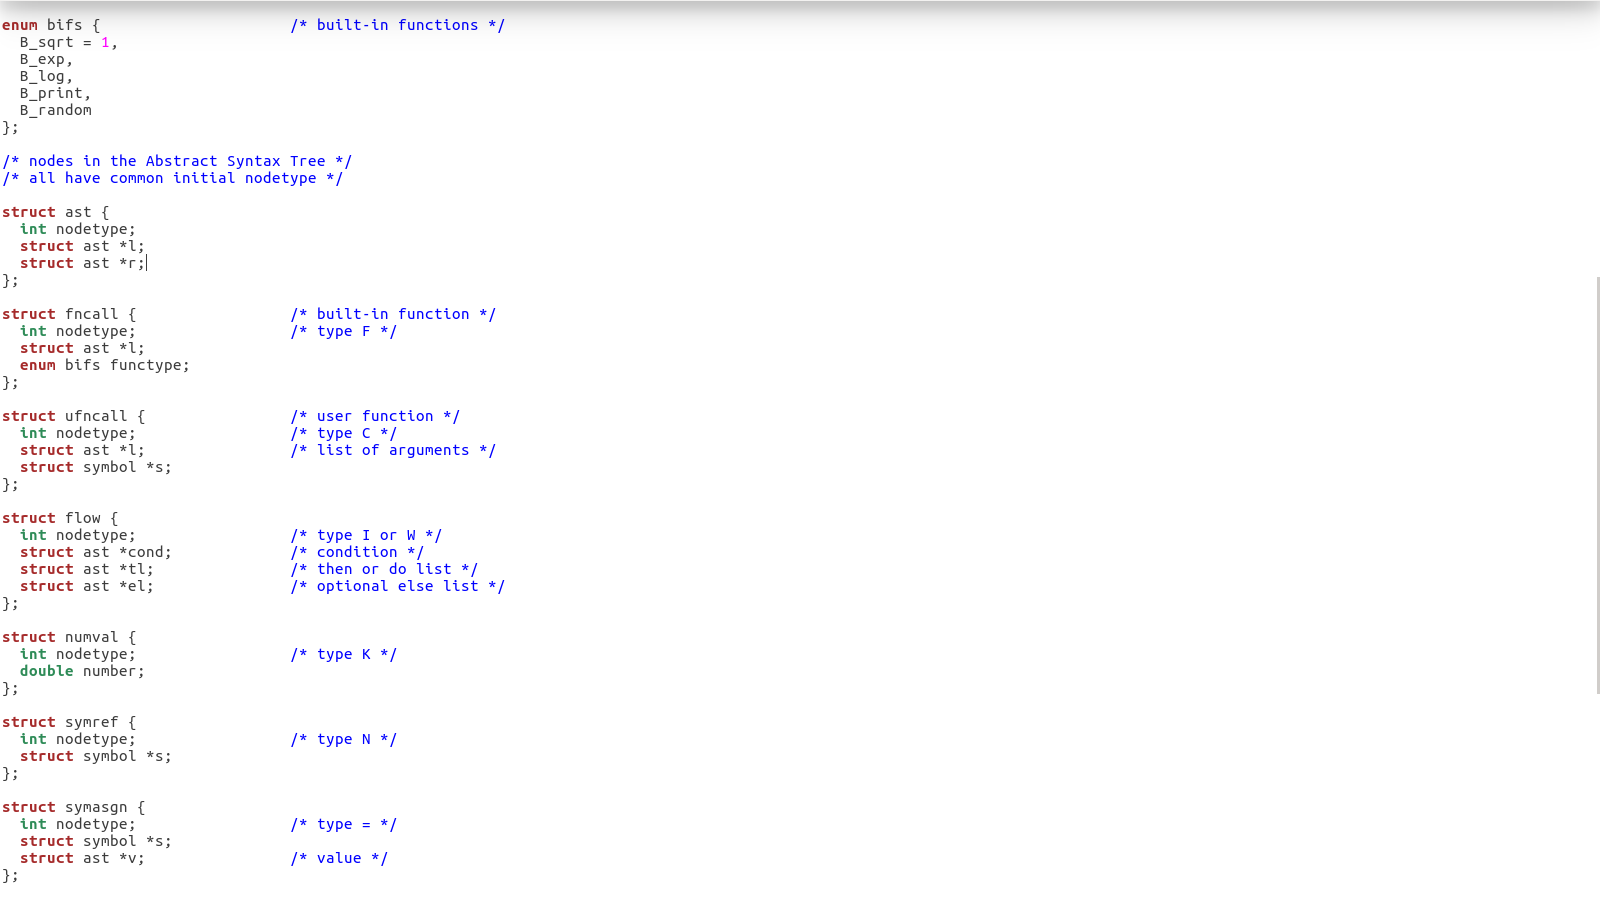 enum bifs {                     /* built-in functions */
  B_sqrt = 1,
  B_exp,
  B_log,
  B_print,
  B_random
};
/* nodes in the Abstract Syntax Tree */
/* all have common initial nodetype */
struct ast {
  int nodetype;
  struct ast *l;
  struct ast *r;
};
struct fncall {                 /* built-in function */
  int nodetype;                 /* type F */
  struct ast *l;
  enum bifs functype;
};
struct ufncall {                /* user function */
  int nodetype;                 /* type C */
  struct ast *l;                /* list of arguments */
  struct symbol *s;
};
struct flow {
  int nodetype;                 /* type I or W */
  struct ast *cond;             /* condition */
  struct ast *tl;               /* then or do list */
  struct ast *el;               /* optional else list */
};
struct numval {
  int nodetype;                 /* type K */
  double number;
};
struct symref {
  int nodetype;                 /* type N */
  struct symbol *s;
};
struct symasgn {
  int nodetype;                 /* type = */
  struct symbol *s;
  struct ast *v;                /* value */
};